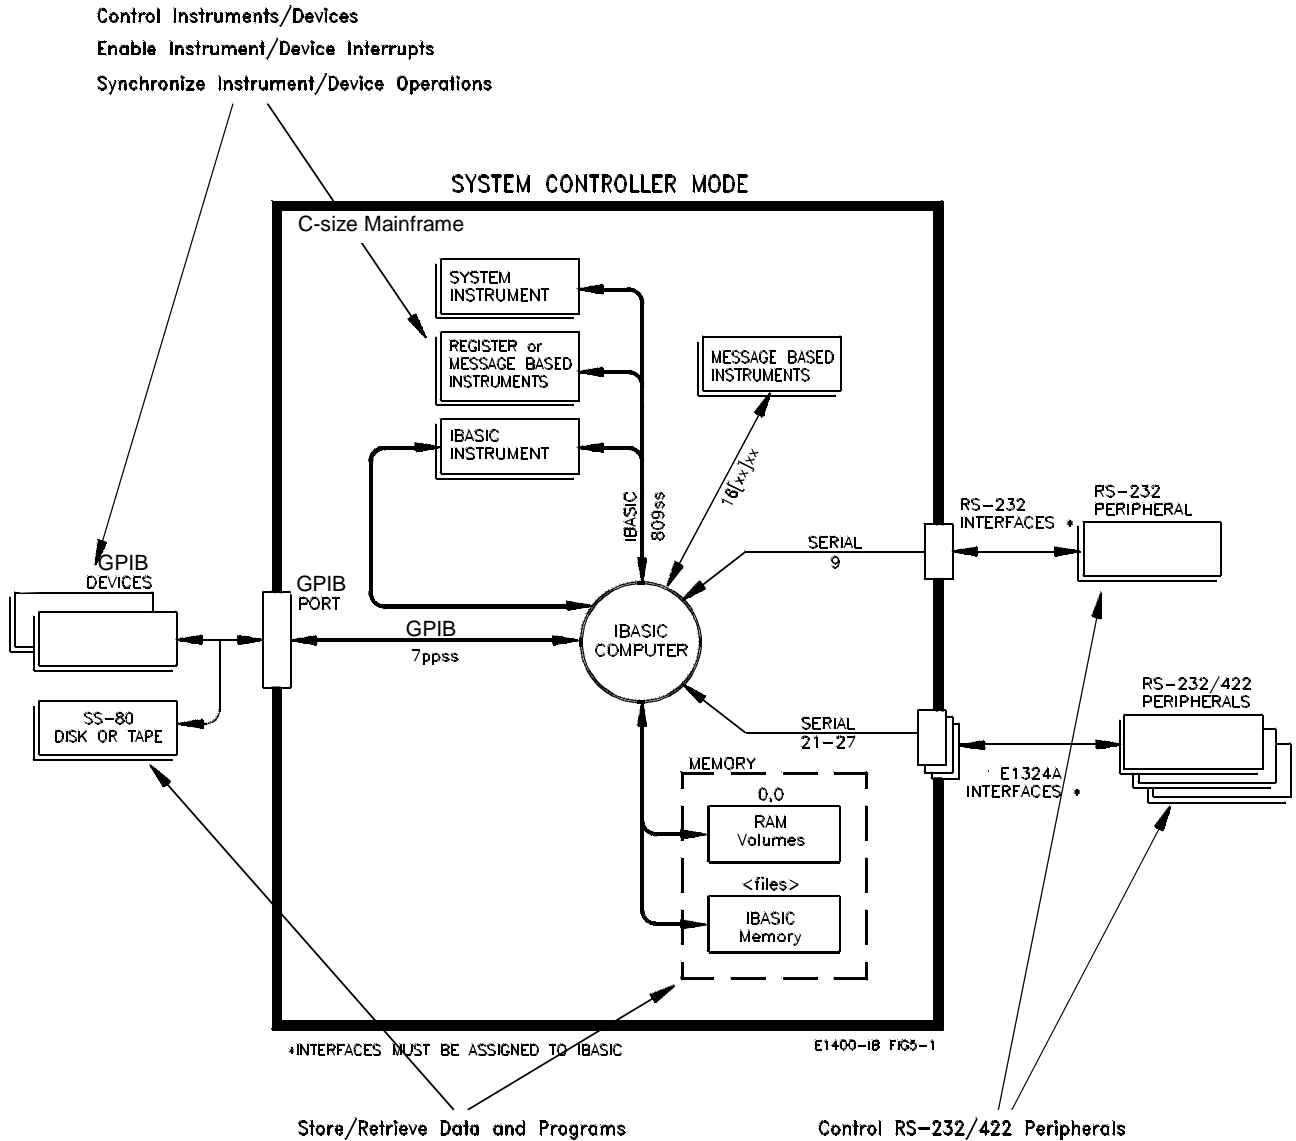 Control Instruments/Devices
Enable Instrument/Device Interrupts
Synchronize Instrument/Device Operations
SYSTEM CONTROLLER MODE
C-size Mainframe
SYSTEM
INSTRUMENT
REGISTER or
MESSAGE BASED
INSTRUMENTS
MESSAGE BASED
INSTRUMENTS
IBASIC
INSTRUMENT
IBASIC
809ss
16[xx]xx
RS-232
INTERFACES *
RS-232
PERIPHERAL
SERIAL
9
GPIB
DEVICES
GPIB
PORT
GPIB
7ppss
IBASIC
COMPUTER
SS-80
DISK OR TAPE
SERIAL
21-27
RS-232/422
PERIPHERALS
E1324A
INTERFACES *
MEMORY
0,0
RAM
Volumes
<files>
IBASIC
Memory
*INTERFACES MUST BE ASSIGNED TO IBASIC
E1400-IB FIG5-1
Store/Retrieve Data and Programs
Control RS-232/422 Peripherals